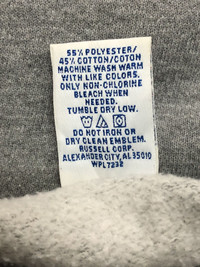 55% POLYESTER/
45% COTTON/COTON
MACHINE WASH WARM
WITH LIKE COLORS.
ONLY NON-CHLORINE
BLEACH WHEN
NEEDED.
TUMBLE DRY LOW.
DO NOT IRON OR
DRY CLEAN EMBLEM.
RUSSELL CORP.
ALEXANDER CITY, AL 35010
WPL 7232